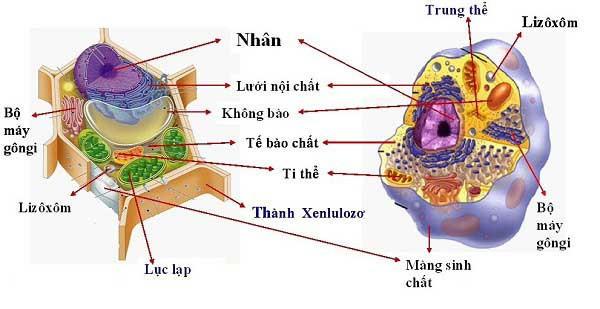 Trung thể
Lizôxôm
Nhân
Lưới nội chất
Bộ
máy
gôngi
Không bào
Tế bào chất
Ti thể
Lizôxôm
Thành Xenlulozơ
Bộ
máy
gôngi
Lục lạp
Màng sinh
chất